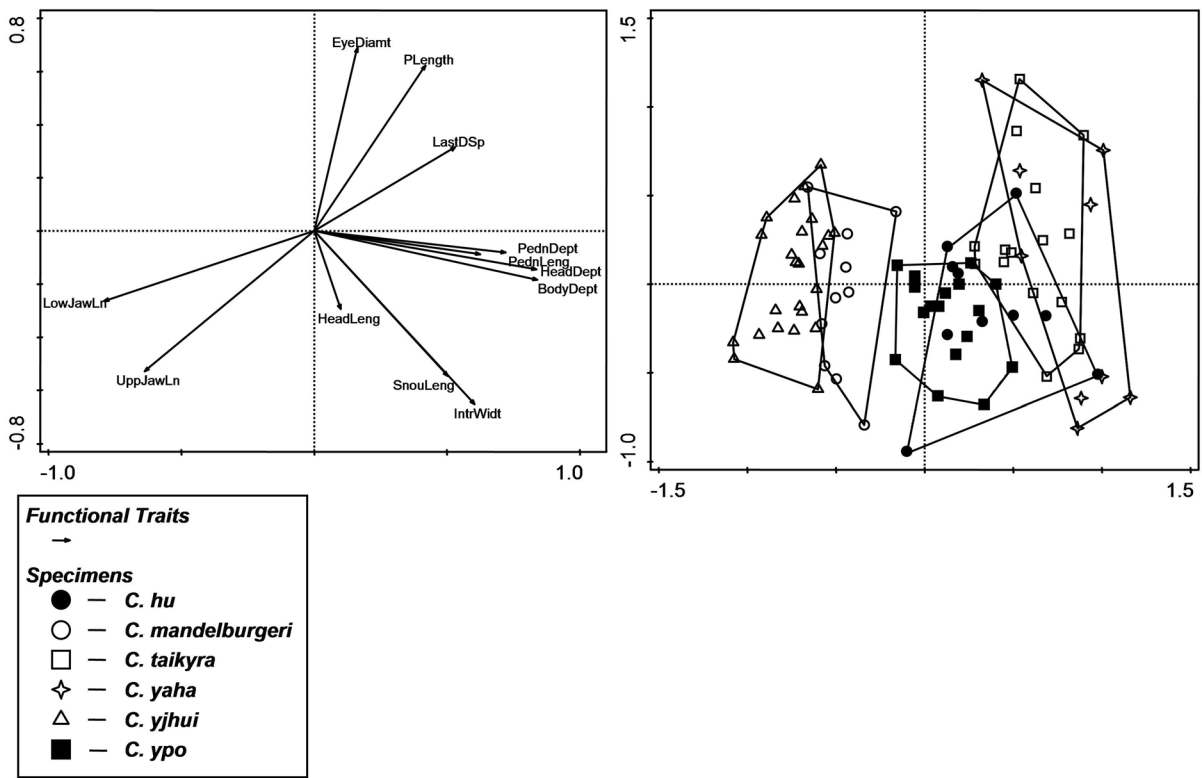 0.8
EyeDiamt
PLength
LastDSp
PednDept
PednLeng
HeadDept
BodyDept
LowJawLn
HeadLeng
UppJawLn
SnouLeng
IntrWidt
-0.8
-1.0
1.0
1.5
-1.0
-1.5
1.5
Functional Traits
Specimens
— C. hu
— C. mandelburgeri
— C. taikyra
— C. yaha
— C. yjhui
— C. ypo